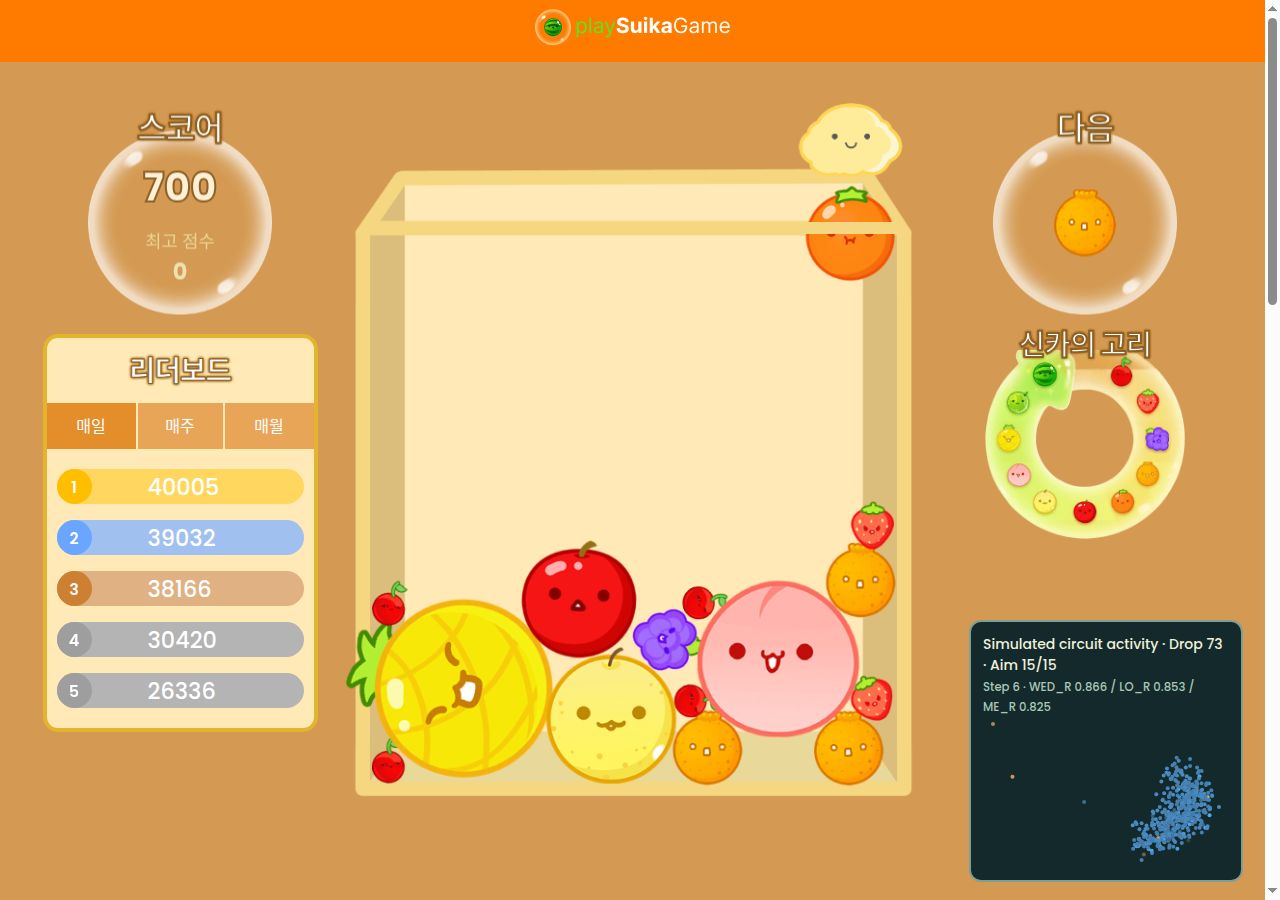 playSuikaGame
스코어
700
최고 점수
0
다음
신카의 고리
리더보드
매일 매주 매월
1 40005
2 39032
3 38166
4 30420
5 26336
Simulated circuit activity · Drop 73
· Aim 15/15
Step 6 · WED_R 0.866 / LO_R 0.853 /
ME_R 0.825